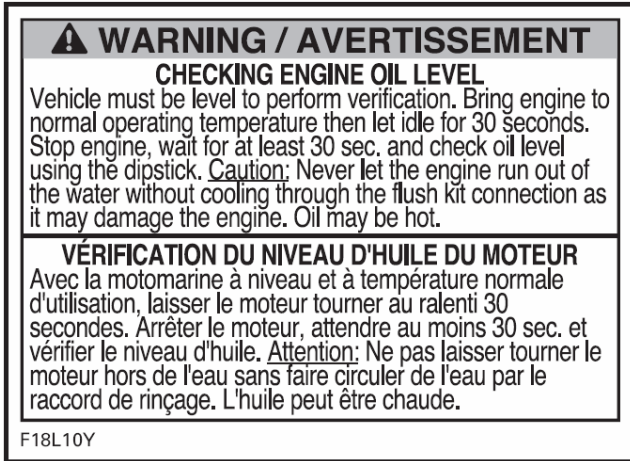 WARNING / AVERTISSEMENT
CHECKING ENGINE OIL LEVEL
Vehicle must be level to perform verification. Bring engine to
normal operating temperature then let idle for 30 seconds.
Stop engine, wait for at least 30 sec. and check oil level
using the dipstick. Caution: Never let the engine run out of
the water without cooling through the flush kit connection as
it may damage the engine. Oil may be hot.
VÉRIFICATION DU NIVEAU D'HUILE DU MOTEUR
Avec la motomarine à niveau et à température normale
d'utilisation, laisser le moteur tourner au ralenti 30
secondes. Arrêter le moteur, attendre au moins 30 sec. et
vérifier le niveau d'huile. Attention: Ne pas laisser tourner le
moteur hors de l'eau sans faire circuler de l'eau par le
raccord de rinçage. L'huile peut être chaude.
F18L10Y